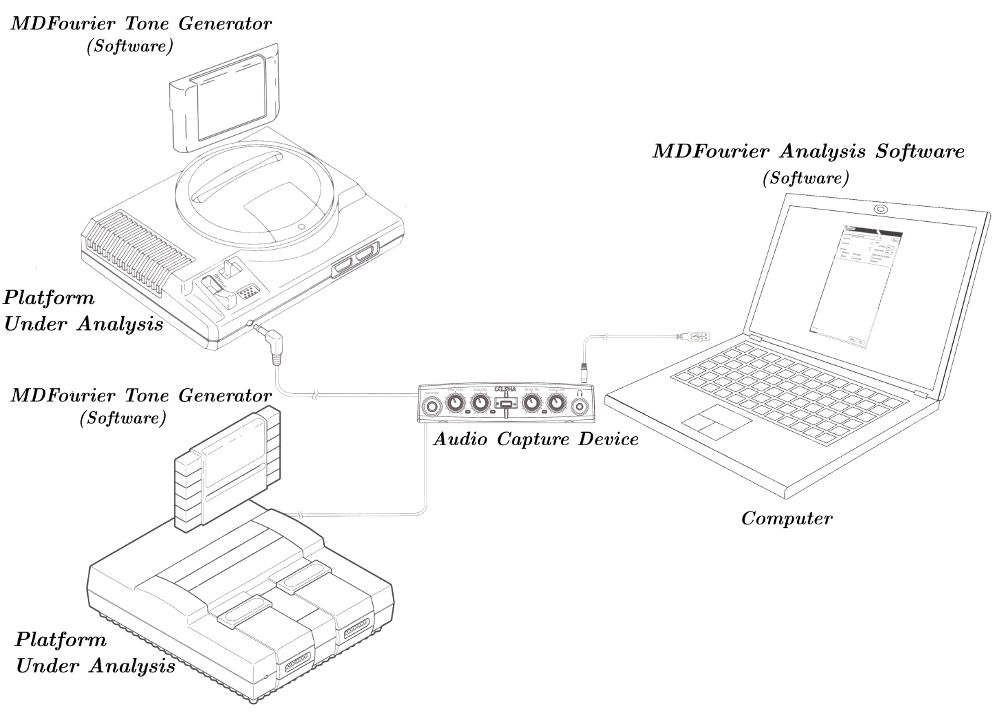 MDFourier Tone Generator
(Software)
MDFourier Analysis Software
(Software)
Platform
Under Analysis
MDFourier Tone Generator
(Software)
Audio Capture Device
Computer
Platform
Under Analysis